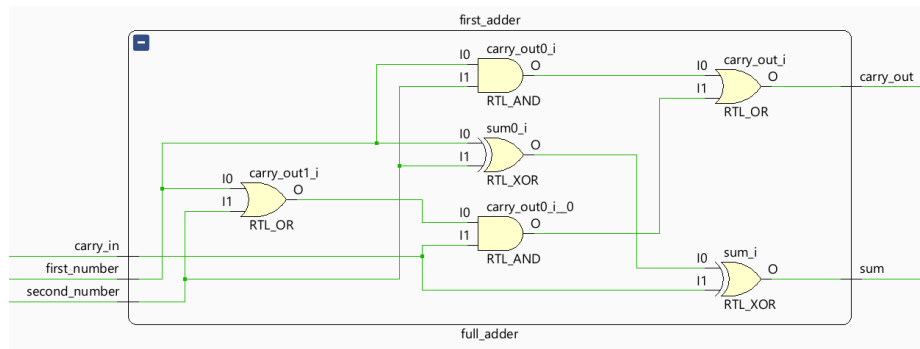 first_adder
carry_out0_i
I0
I1
O
RTL_AND
carry_out_i
I0
I1
O
RTL_OR
carry_out
sum0_i
I0
I1
O
RTL_XOR
carry_out1_i
I0
I1
O
RTL_OR
carry_out0_i__0
I0
I1
O
RTL_AND
carry_in
first_number
second_number
sum_i
I0
I1
O
RTL_XOR
sum
full_adder